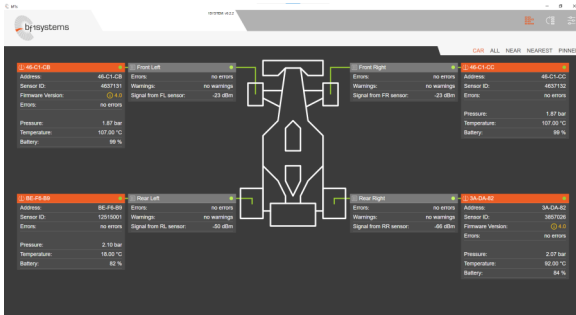 bf1systems
CAR ALL NEAR NEAREST PINNED
46-C1-CB
Address: 46-C1-CB
Sensor ID: 4637131
Firmware Version: 4.0
Errors: no errors
Pressure: 1.87 bar
Temperature: 107.00 °C
Battery: 99 %
Front Left
Errors: no errors
Warnings: no warnings
Signal from FL sensor: -23 dBm
Front Right
Errors: no errors
Warnings: no warnings
Signal from FR sensor: -23 dBm
46-C1-CC
Address: 46-C1-CC
Sensor ID: 4637132
Firmware Version: 4.0
Errors: no errors
Pressure: 1.87 bar
Temperature: 107.00 °C
Battery: 99 %
BE-F8-B9
Address: BE-F8-B9
Sensor ID: 12515001
Errors: no errors
Pressure: 2.10 bar
Temperature: 18.00 °C
Battery: 82 %
Rear Left
Errors: no errors
Warnings: no warnings
Signal from RL sensor: -50 dBm
Rear Right
Errors: no errors
Warnings: no warnings
Signal from RR sensor: -66 dBm
3A-DA-82
Address: 3A-DA-82
Sensor ID: 3857026
Firmware Version: 4.0
Errors: no errors
Pressure: 2.07 bar
Temperature: 92.00 °C
Battery: 84 %